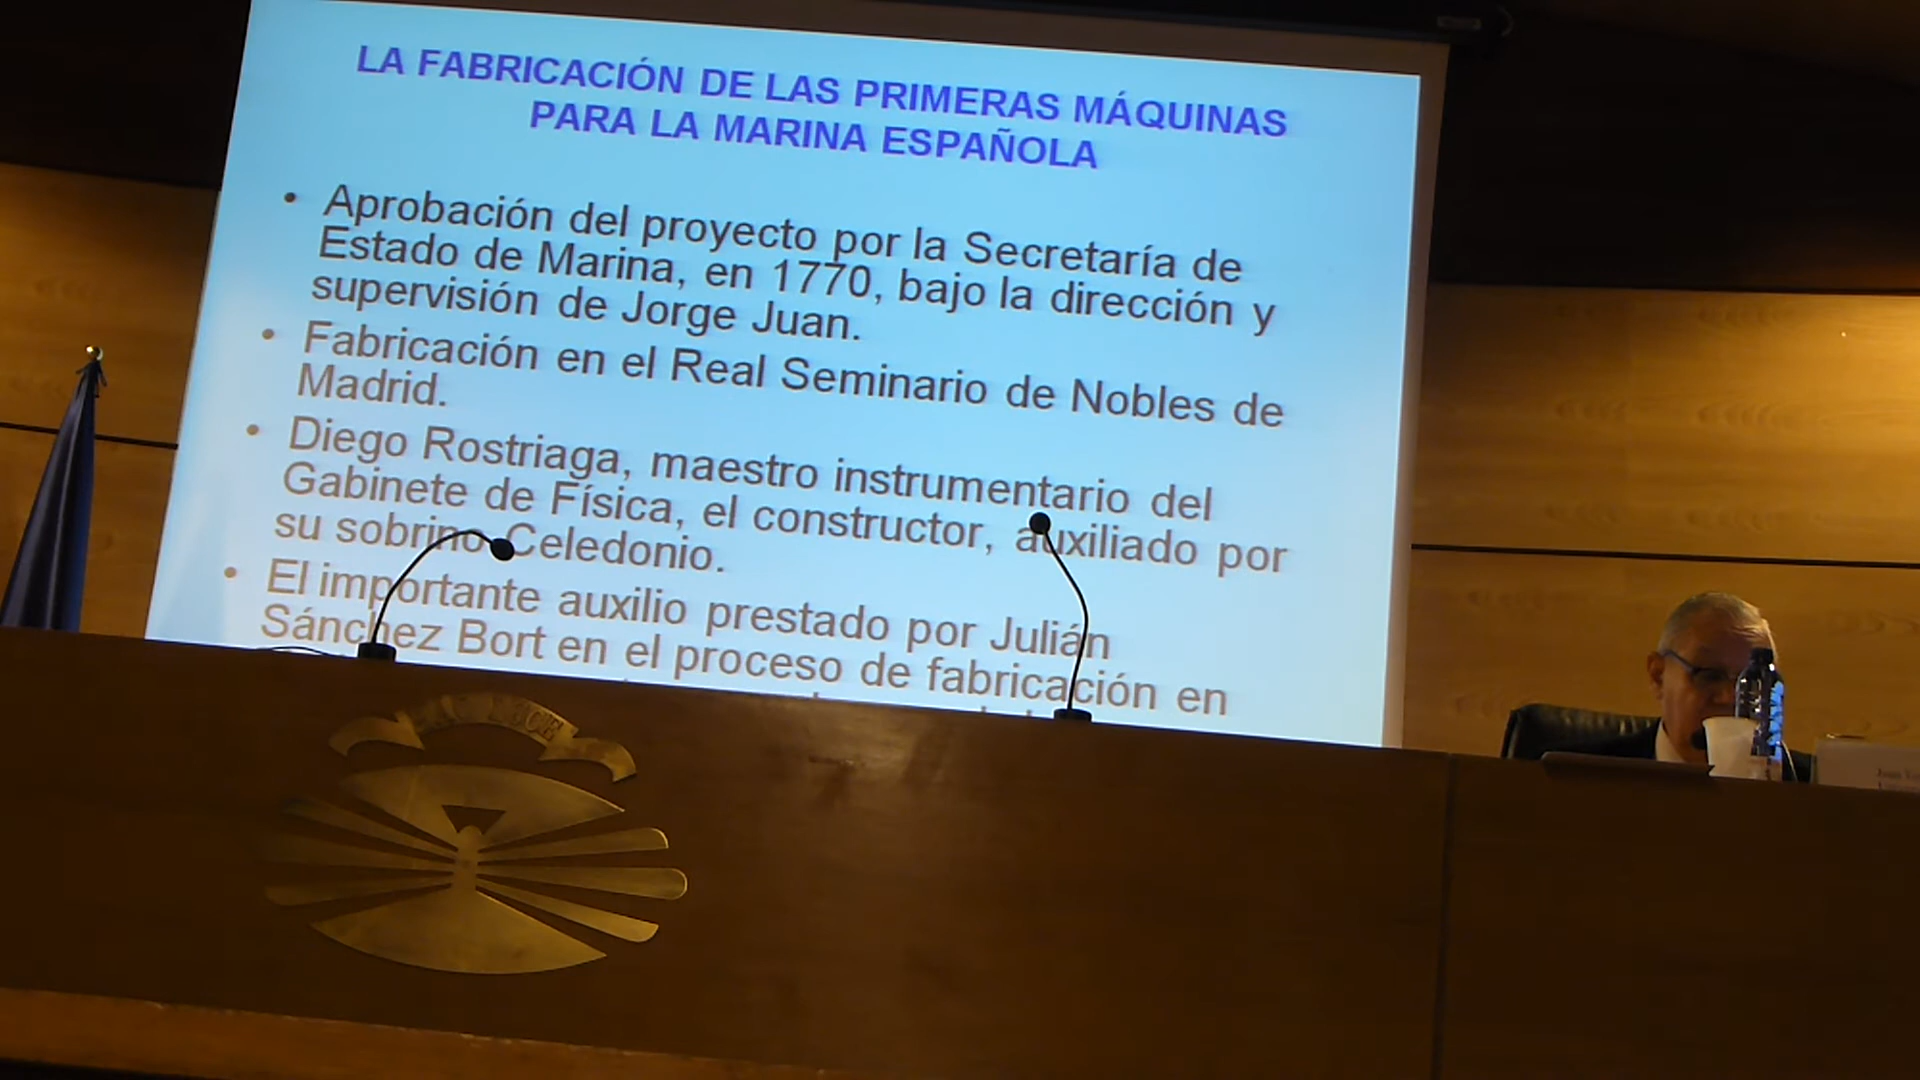 LA FABRICACIÓN DE LAS PRIMERAS MÁQUINAS
PARA LA MARINA ESPAÑOLA
• Aprobación del proyecto por la Secretaría de
Estado de Marina, en 1770, bajo la dirección y
supervisión de Jorge Juan.
• Fabricación en el Real Seminario de Nobles de
Madrid.
• Diego Rostriaga, maestro instrumentario del
Gabinete de Física, el constructor, auxiliado por
su sobrino Celedonio.
• El importante auxilio prestado por Julián
Sánchez Bort en el proceso de fabricación en